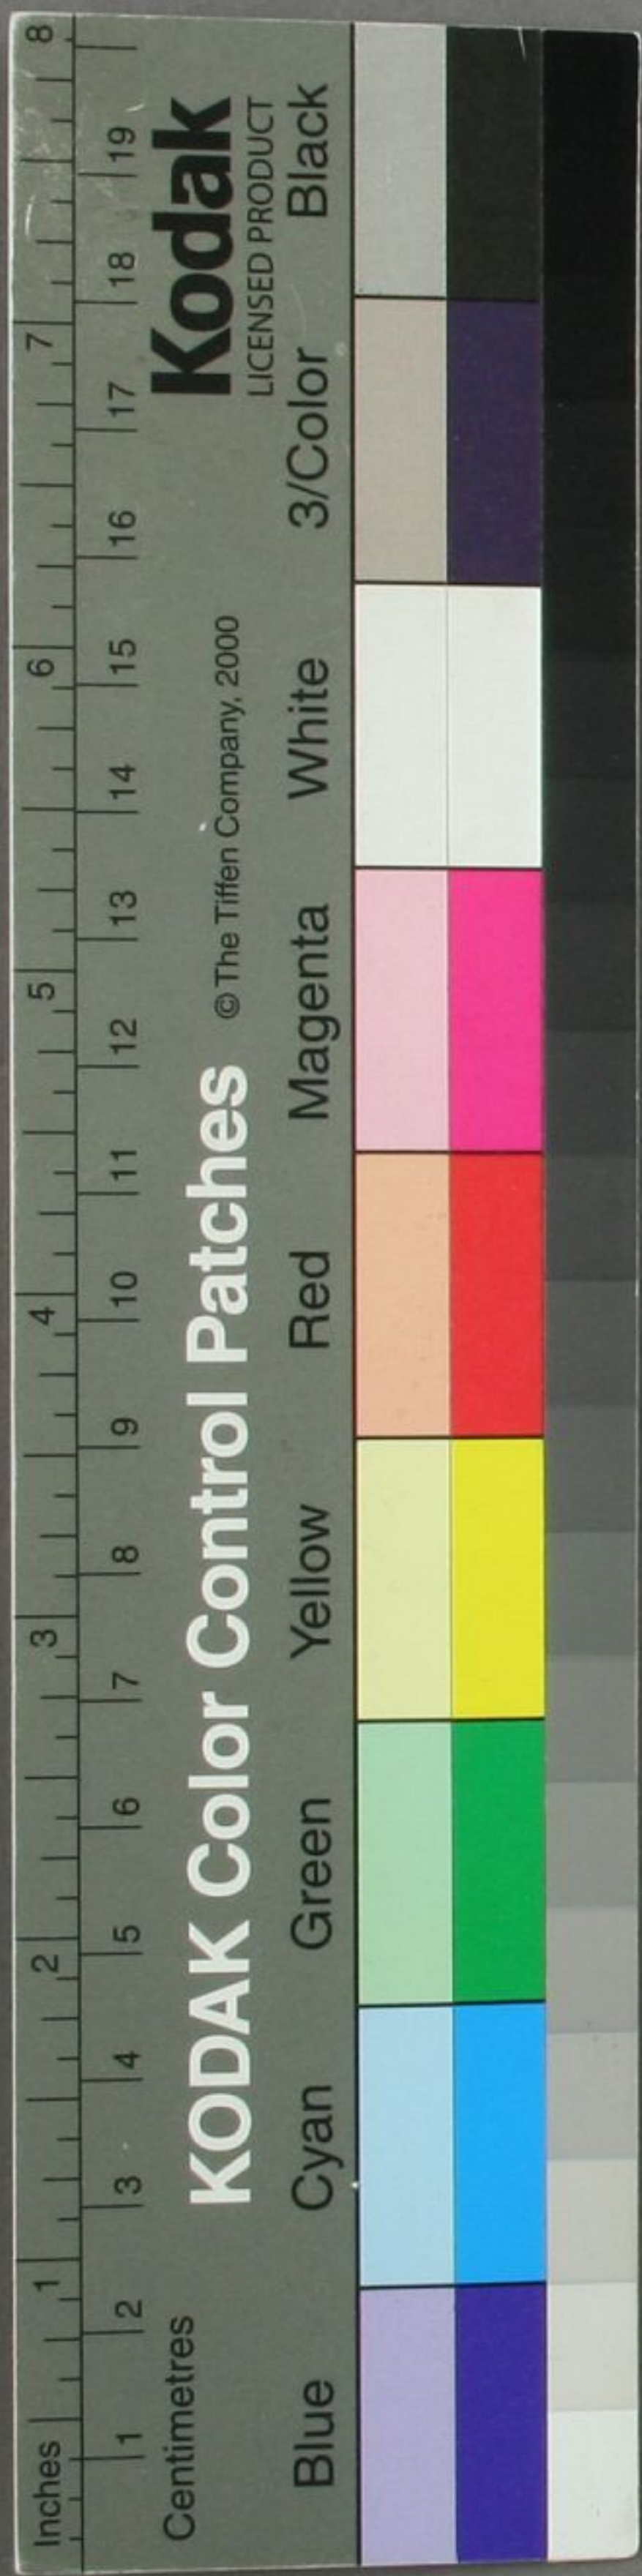 Inches 1 2 3 4 5 6 7 8
1 2 3 4 5 6 7 8 9 10 11 12 13 14 15 16 17 18 19
Centimetres
KODAK Color Control Patches © The Tiffen Company, 2000 Kodak
LICENSED PRODUCT
Blue Cyan Green Yellow Red Magenta White 3/Color Black